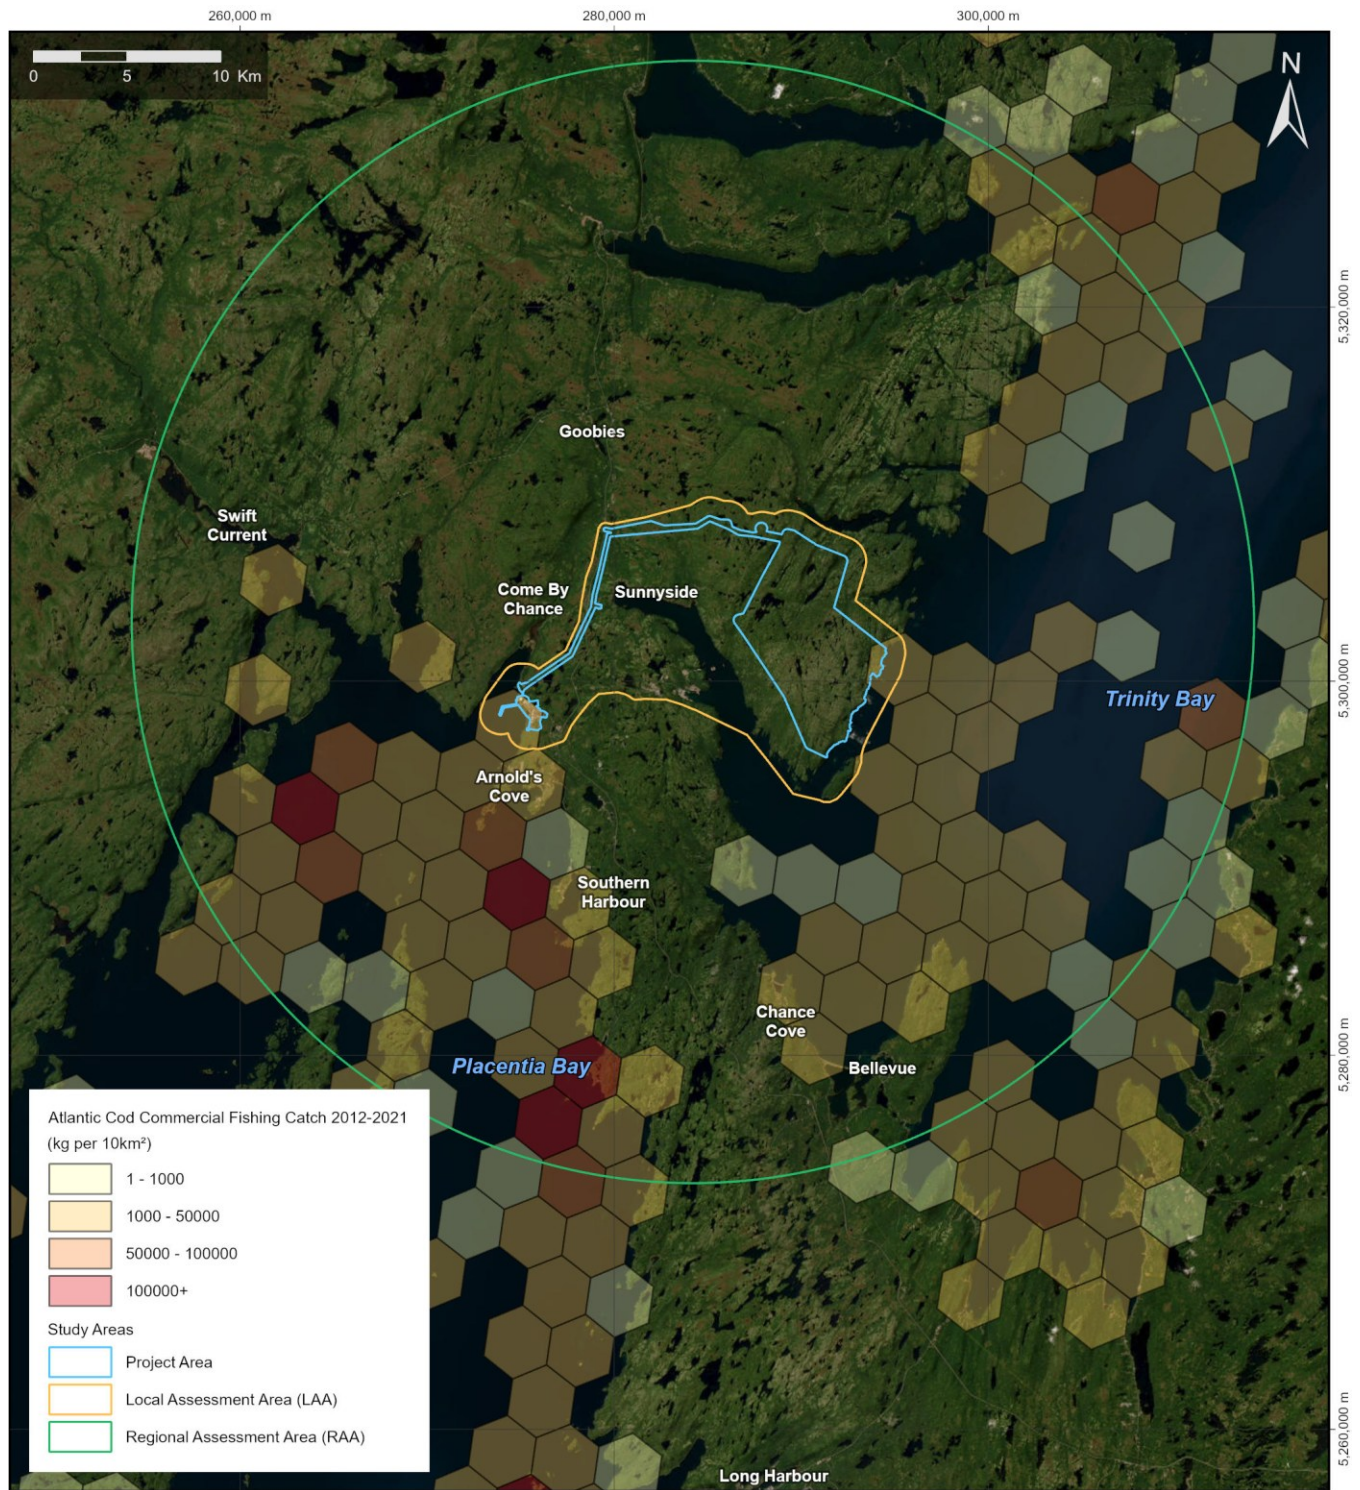 260,000 m
280,000 m
300,000 m
0 5 10 Km
N
5,320,000 m
Goobies
Swift
Current
Come By
Chance
Sunnyside
5,300,000 m
Trinity Bay
Arnold's
Cove
Southern
Harbour
Chance
Cove
5,280,000 m
Placentia Bay
Bellevue
Atlantic Cod Commercial Fishing Catch 2012-2021
(kg per 10km²)
1 - 1000
1000 - 50000
50000 - 100000
100000+
Study Areas
Project Area
Local Assessment Area (LAA)
Regional Assessment Area (RAA)
5,260,000 m
Long Harbour